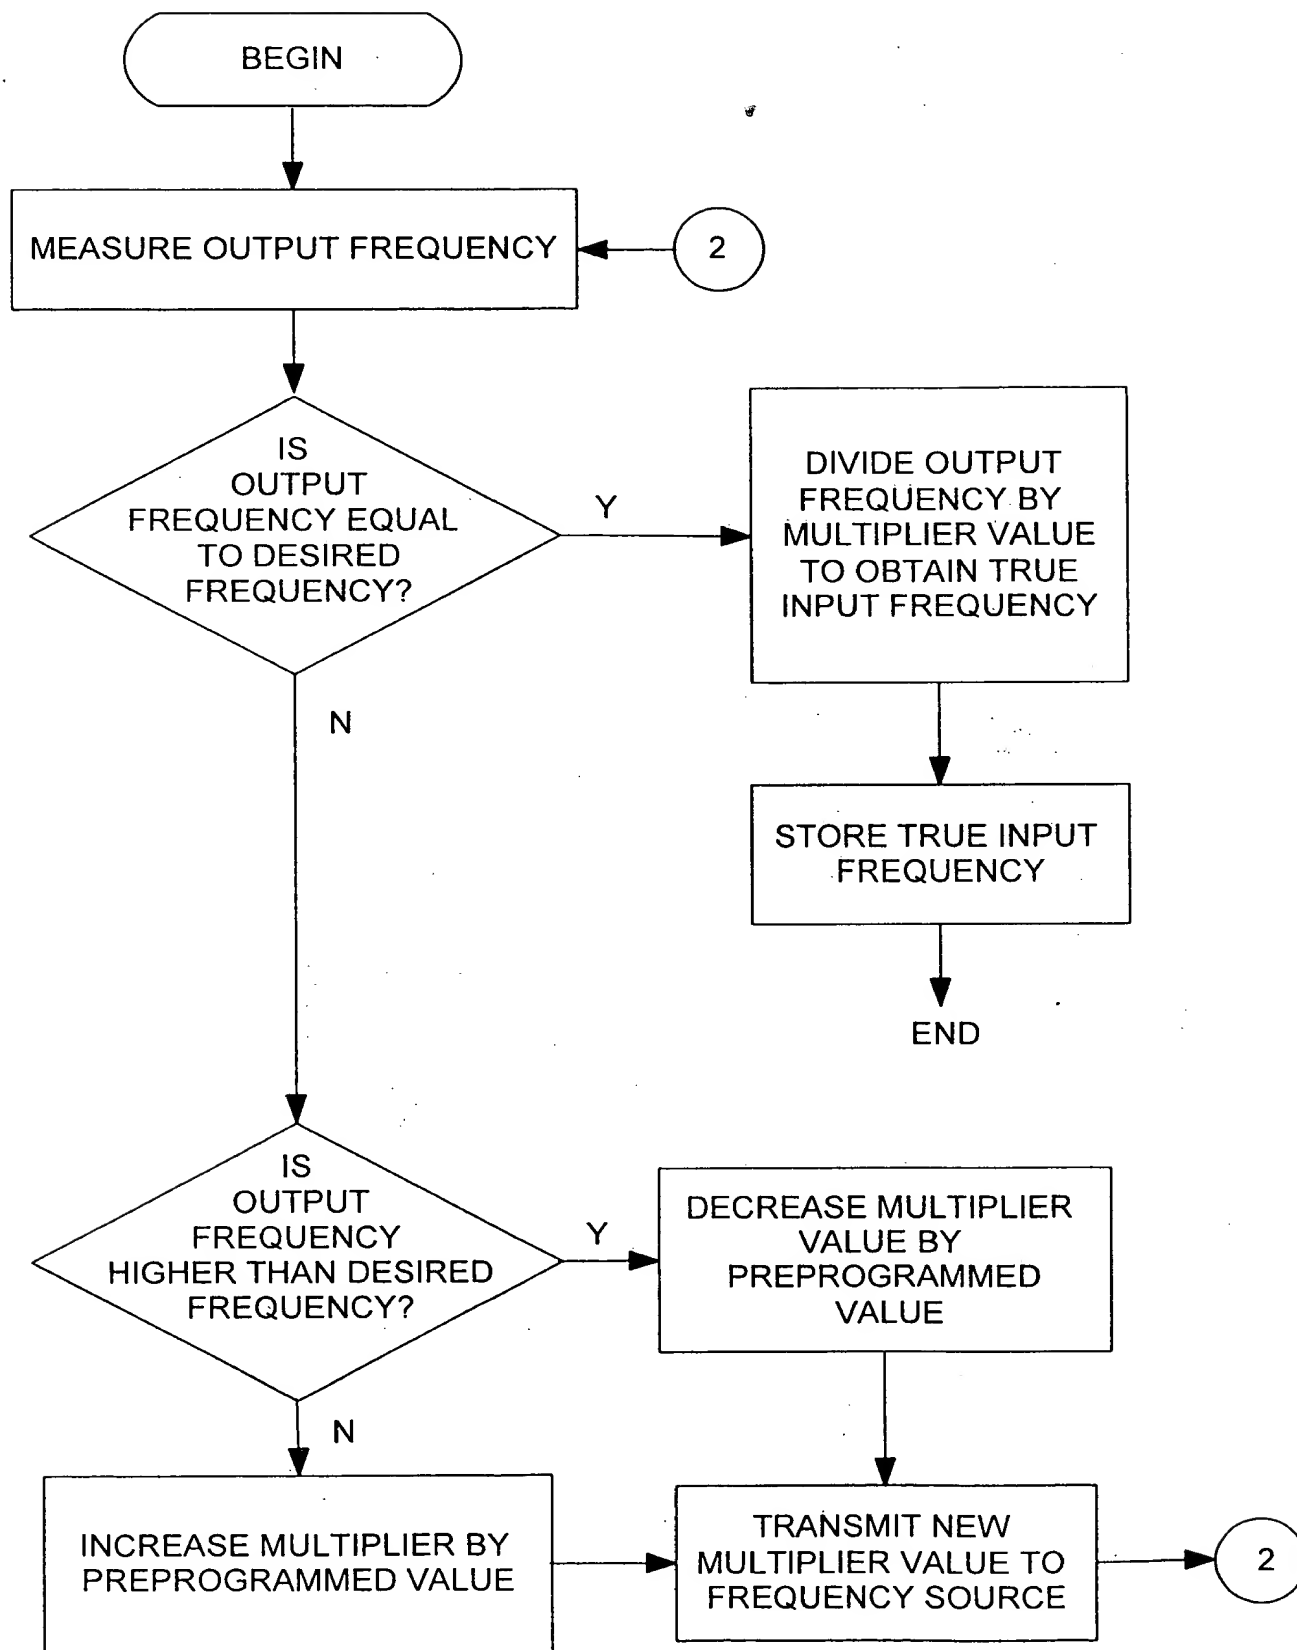 BEGIN
MEASURE OUTPUT FREQUENCY
2
IS
OUTPUT
FREQUENCY EQUAL
TO DESIRED
FREQUENCY?
Y
DIVIDE OUTPUT
FREQUENCY BY
MULTIPLIER VALUE
TO OBTAIN TRUE
INPUT FREQUENCY
N
STORE TRUE INPUT
FREQUENCY
END
IS
OUTPUT
FREQUENCY
HIGHER THAN DESIRED
FREQUENCY?
Y
DECREASE MULTIPLIER
VALUE BY
PREPROGRAMMED
VALUE
N
INCREASE MULTIPLIER BY
PREPROGRAMMED VALUE
TRANSMIT NEW
MULTIPLIER VALUE TO
FREQUENCY SOURCE
2